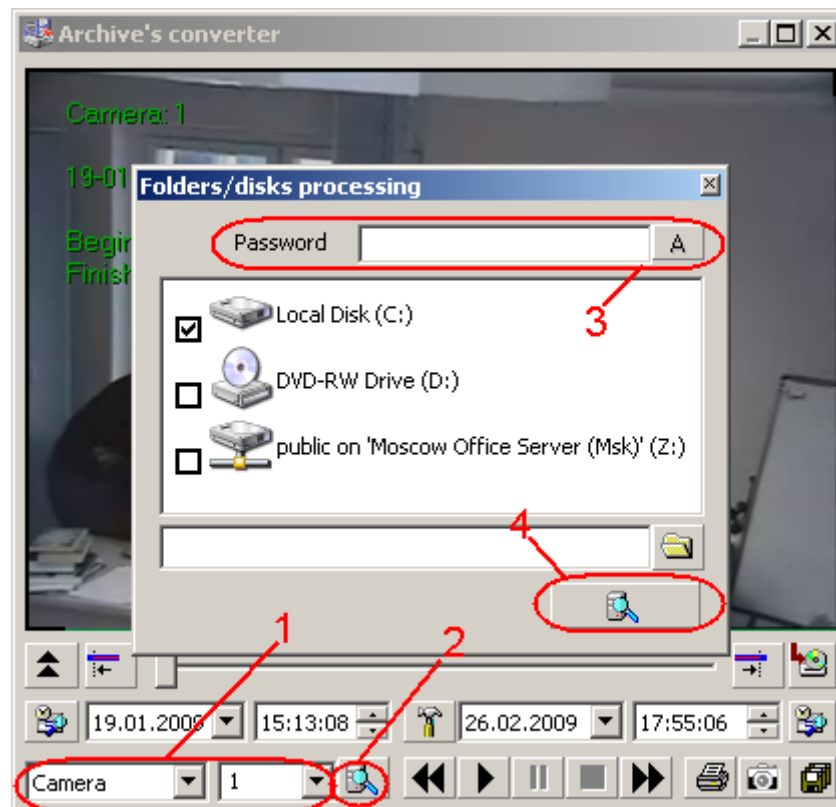 Archive's converter
Camera: 1
19-01
Begin
Finish
Folders/disks processing
Password
A
3
Local Disk (C:)
DVD-RW Drive (D:)
public on 'Moscow Office Server (Msk)' (Z:)
4
1
2
19.01.2009
15:13:08
26.02.2009
17:55:06
Camera
1